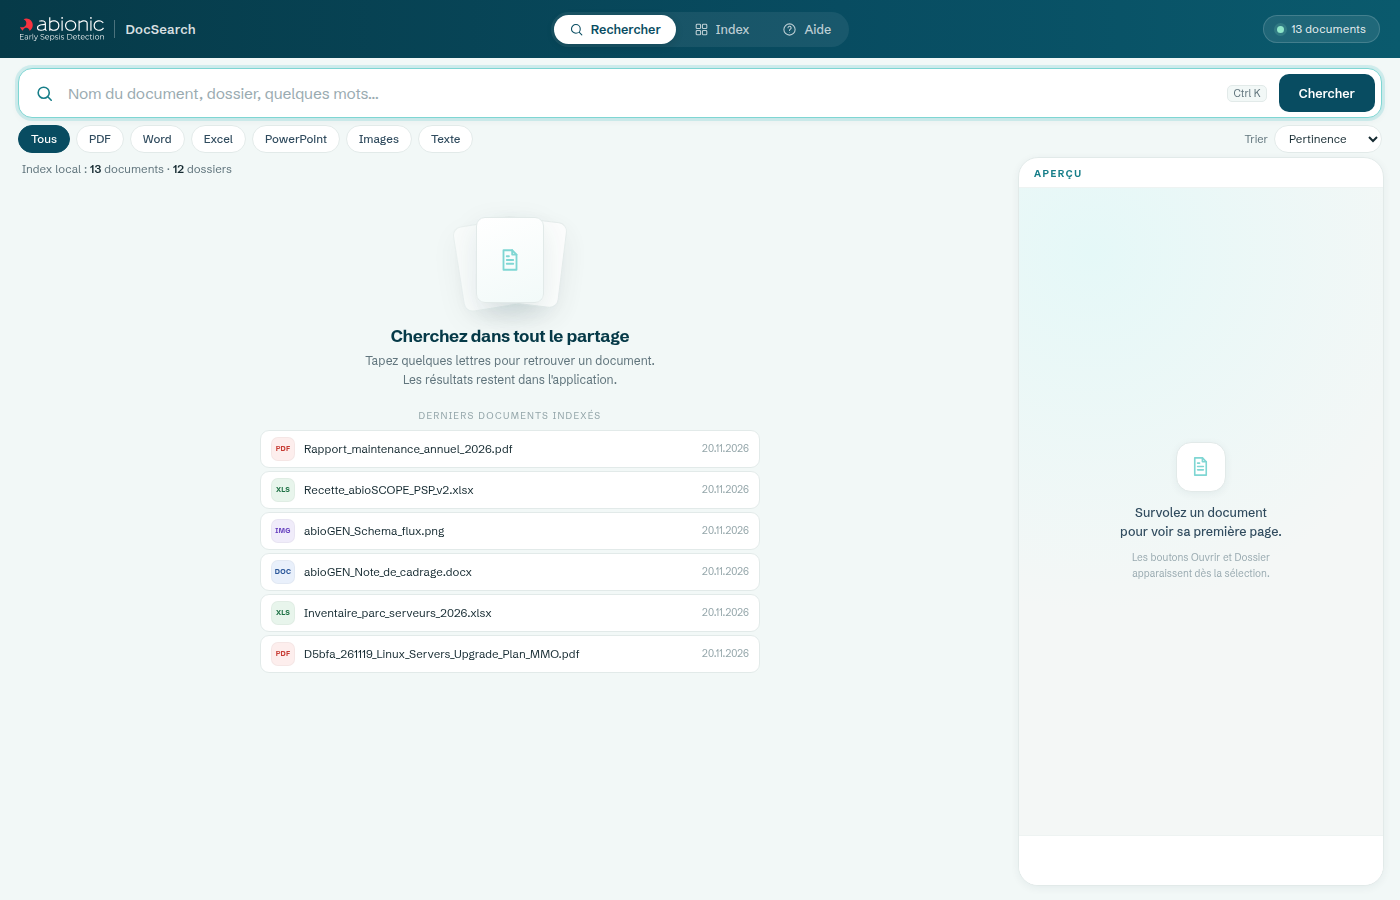 abionic
Early Sepsis Detection
DocSearch
Rechercher
Index
Aide
13 documents
Nom du document, dossier, quelques mots...
Ctrl K
Chercher
Tous
PDF
Word
Excel
PowerPoint
Images
Texte
Trier
Pertinence
Index local : 13 documents · 12 dossiers
APERÇU
Cherchez dans tout le partage
Tapez quelques lettres pour retrouver un document.
Les résultats restent dans l'application.
DERNIERS DOCUMENTS INDEXÉS
PDF Rapport_maintenance_annuel_2026.pdf 20.11.2026
XLS Recette_abioSCOPE_PSP_v2.xlsx 20.11.2026
IMG abioGEN_Schema_flux.png 20.11.2026
DOC abioGEN_Note_de_cadrage.docx 20.11.2026
XLS Inventaire_parc_serveurs_2026.xlsx 20.11.2026
PDF D5bfa_261119_Linux_Servers_Upgrade_Plan_MMO.pdf 20.11.2026
Survolez un document
pour voir sa première page.
Les boutons Ouvrir et Dossier
apparaissent dès la sélection.